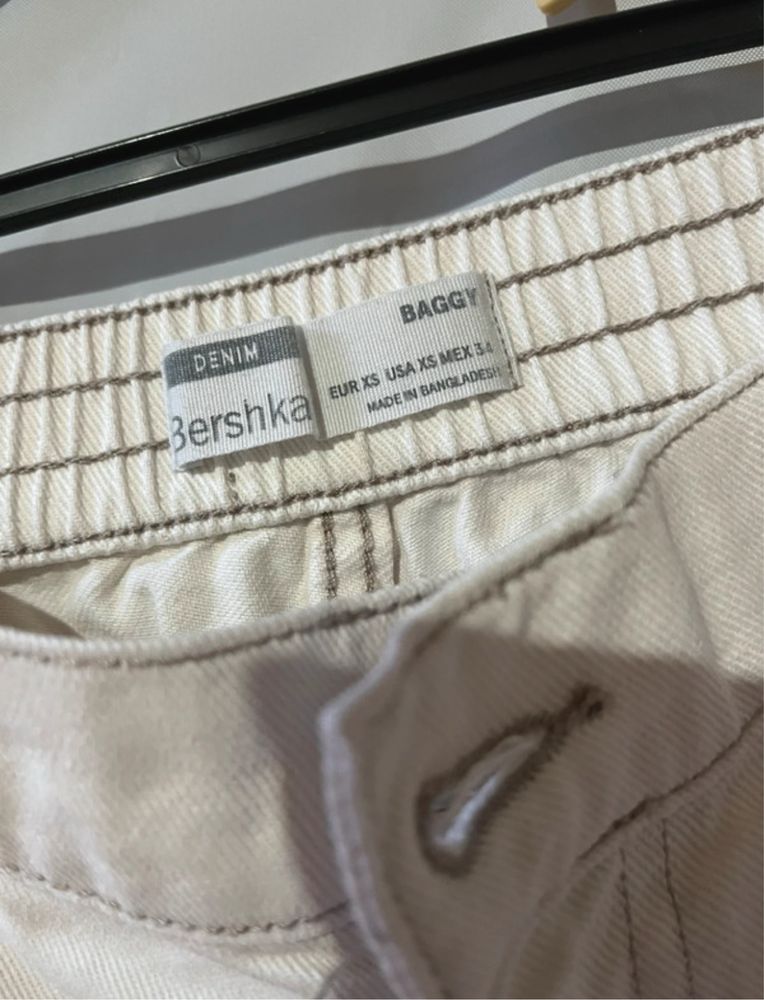 DENIM
Bershka
BAGGY
EUR XS USA XS MEX 34
MADE IN BANGLADESH